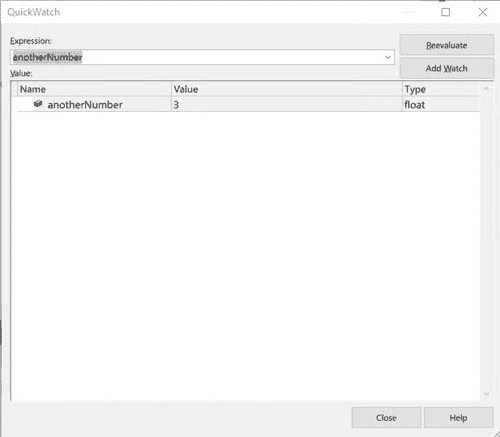 QuickWatch
Expression:
Reevaluate
anotherNumber
Add Watch
Value:
Name Value Type
anotherNumber 3 float
Close Help